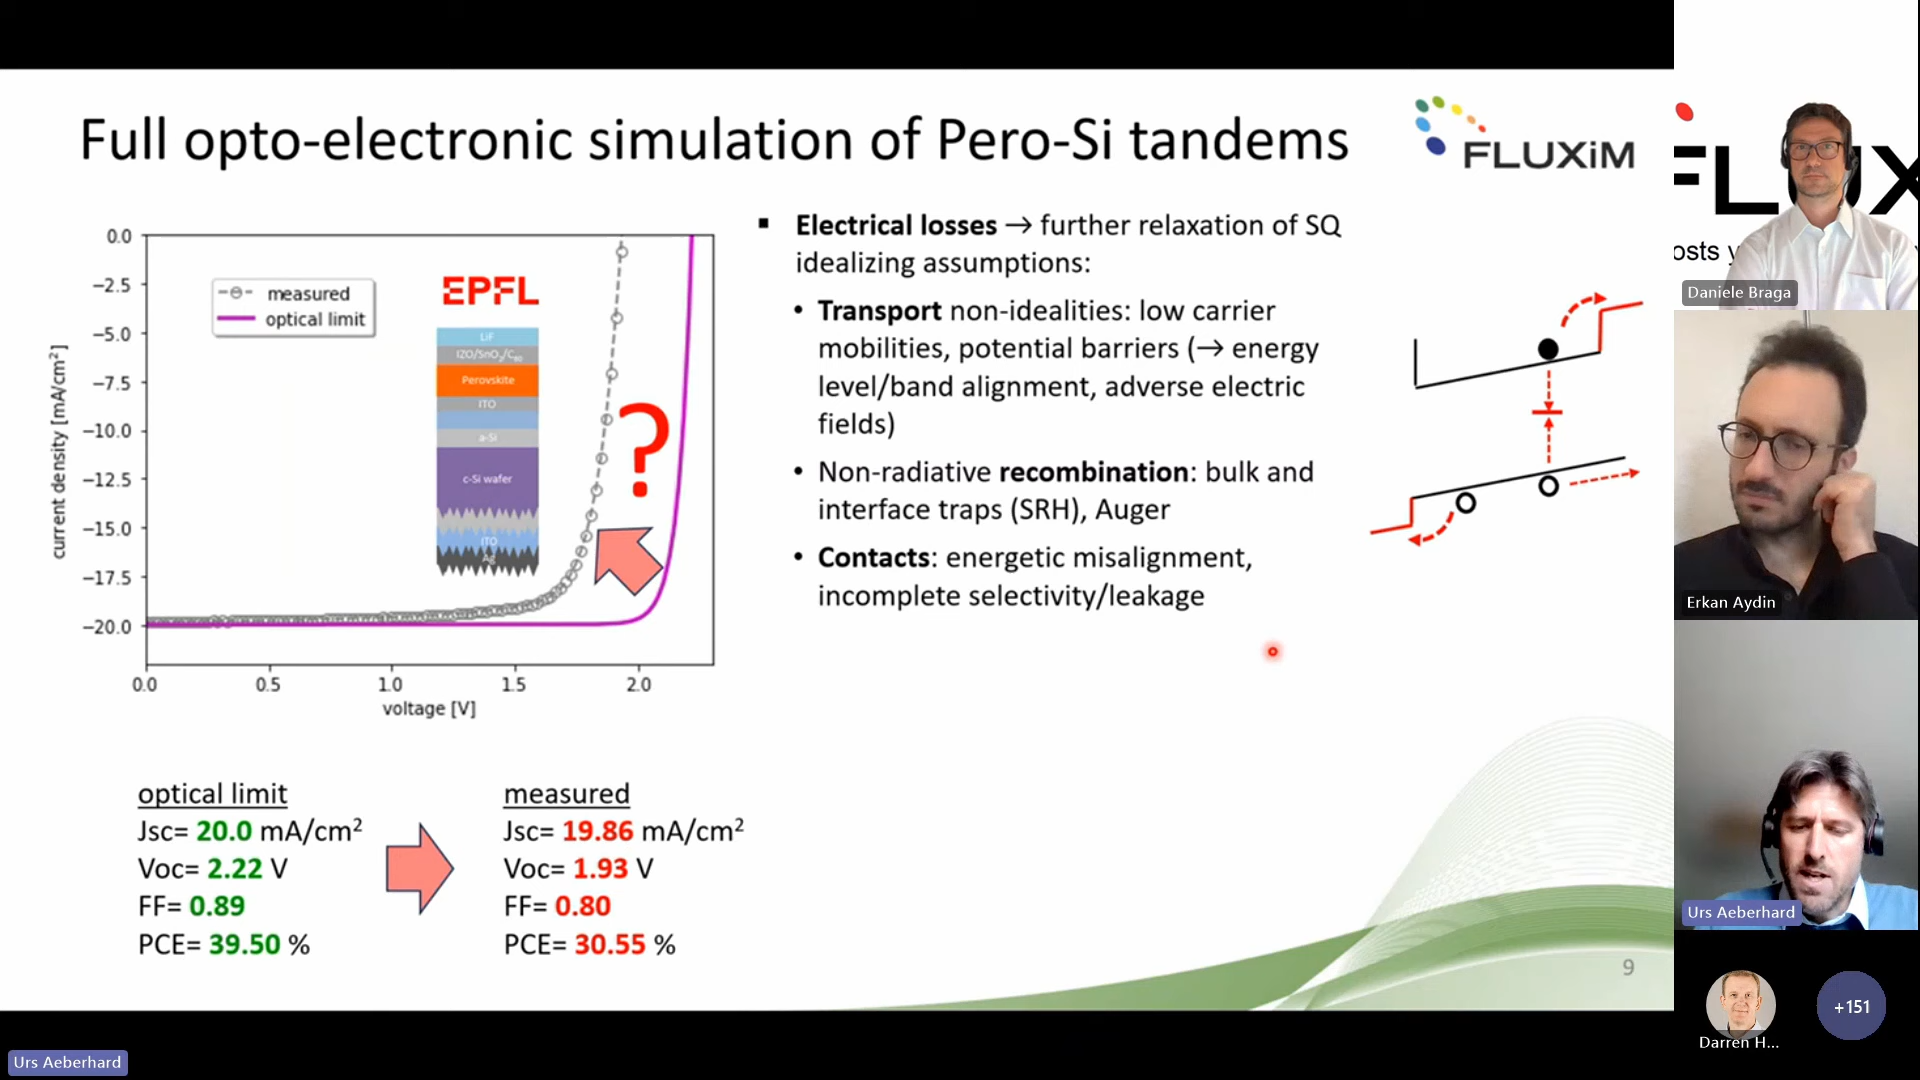 Full opto-electronic simulation of Pero-Si tandems
FLUXiM
0.0
−2.5
−5.0
−7.5
−10.0
−12.5
−15.0
−17.5
−20.0
current density [mA/cm²]
0.0 0.5 1.0 1.5 2.0
voltage [V]
measured
optical limit
EPFL
LiF
IZO/SnO₂/C₆₀
Perovskite
ITO
a-Si
c-Si wafer
ITO
Ag
?
▪ Electrical losses → further relaxation of SQ
idealizing assumptions:
• Transport non-idealities: low carrier
mobilities, potential barriers (→ energy
level/band alignment, adverse electric
fields)
• Non-radiative recombination: bulk and
interface traps (SRH), Auger
• Contacts: energetic misalignment,
incomplete selectivity/leakage
optical limit
Jsc= 20.0 mA/cm²
Voc= 2.22 V
FF= 0.89
PCE= 39.50 %
measured
Jsc= 19.86 mA/cm²
Voc= 1.93 V
FF= 0.80
PCE= 30.55 %
9
Urs Aeberhard
FLUX
osts y
Daniele Braga
Erkan Aydin
Urs Aeberhard
Darren H...
+151